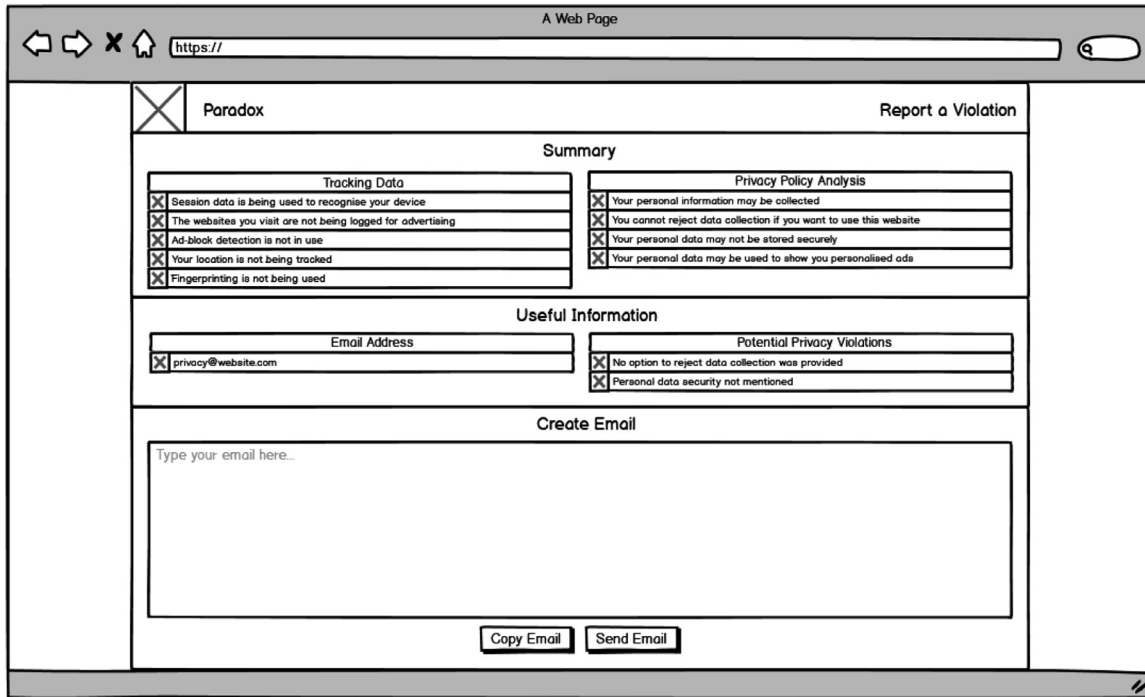 A Web Page
https://
Paradox
Report a Violation
Summary
Tracking Data
Session data is being used to recognise your device
The websites you visit are not being logged for advertising
Ad-block detection is not in use
Your location is not being tracked
Fingerprinting is not being used
Privacy Policy Analysis
Your personal information may be collected
You cannot reject data collection if you want to use this website
Your personal data may not be stored securely
Your personal data may be used to show you personalised ads
Useful Information
Email Address
privacy@website.com
Potential Privacy Violations
No option to reject data collection was provided
Personal data security not mentioned
Create Email
Type your email here...
Copy Email
Send Email